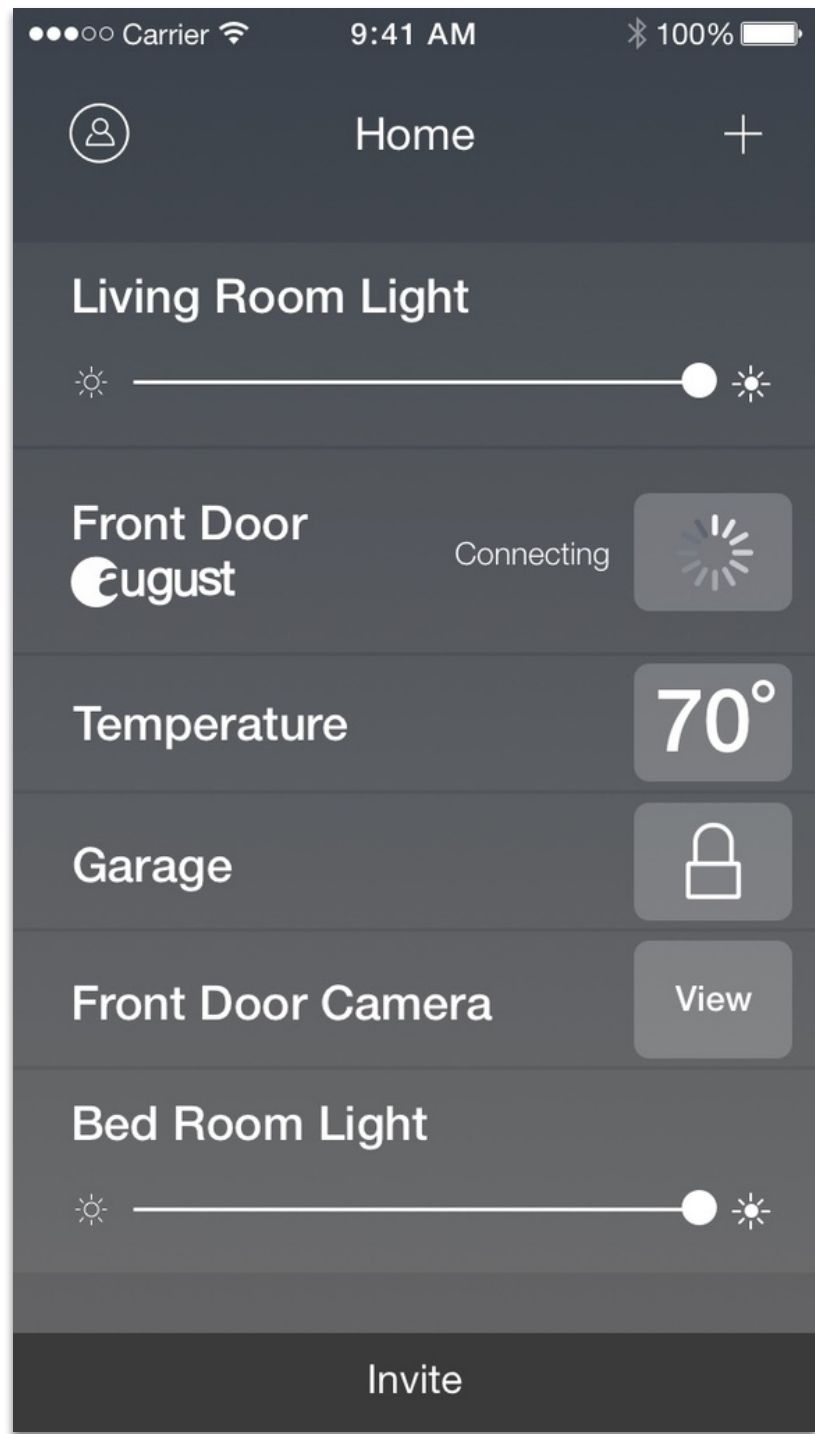 Carrier 9:41 AM 100%
Home
Living Room Light
Front Door
august
Connecting
Temperature
70°
Garage
Front Door Camera
View
Bed Room Light
Invite